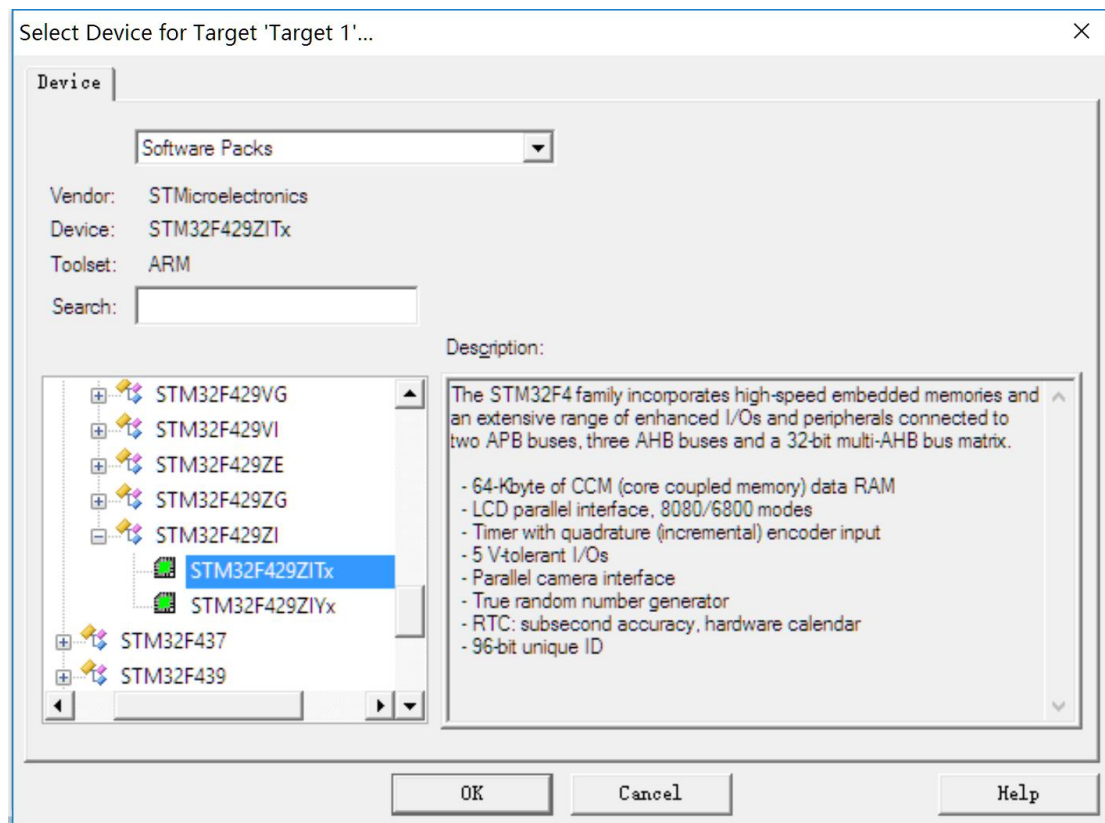 Select Device for Target 'Target 1'...
Device
Software Packs
Vendor: STMicroelectronics
Device: STM32F429ZITx
Toolset: ARM
Search:
Description:
STM32F429VG
STM32F429VI
STM32F429ZE
STM32F429ZG
STM32F429ZI
STM32F429ZITx
STM32F429ZIYx
STM32F437
STM32F439
The STM32F4 family incorporates high-speed embedded memories and
an extensive range of enhanced I/Os and peripherals connected to
two APB buses, three AHB buses and a 32-bit multi-AHB bus matrix.
- 64-Kbyte of CCM (core coupled memory) data RAM
- LCD parallel interface, 8080/6800 modes
- Timer with quadrature (incremental) encoder input
- 5 V-tolerant I/Os
- Parallel camera interface
- True random number generator
- RTC: subsecond accuracy, hardware calendar
- 96-bit unique ID
OK Cancel Help